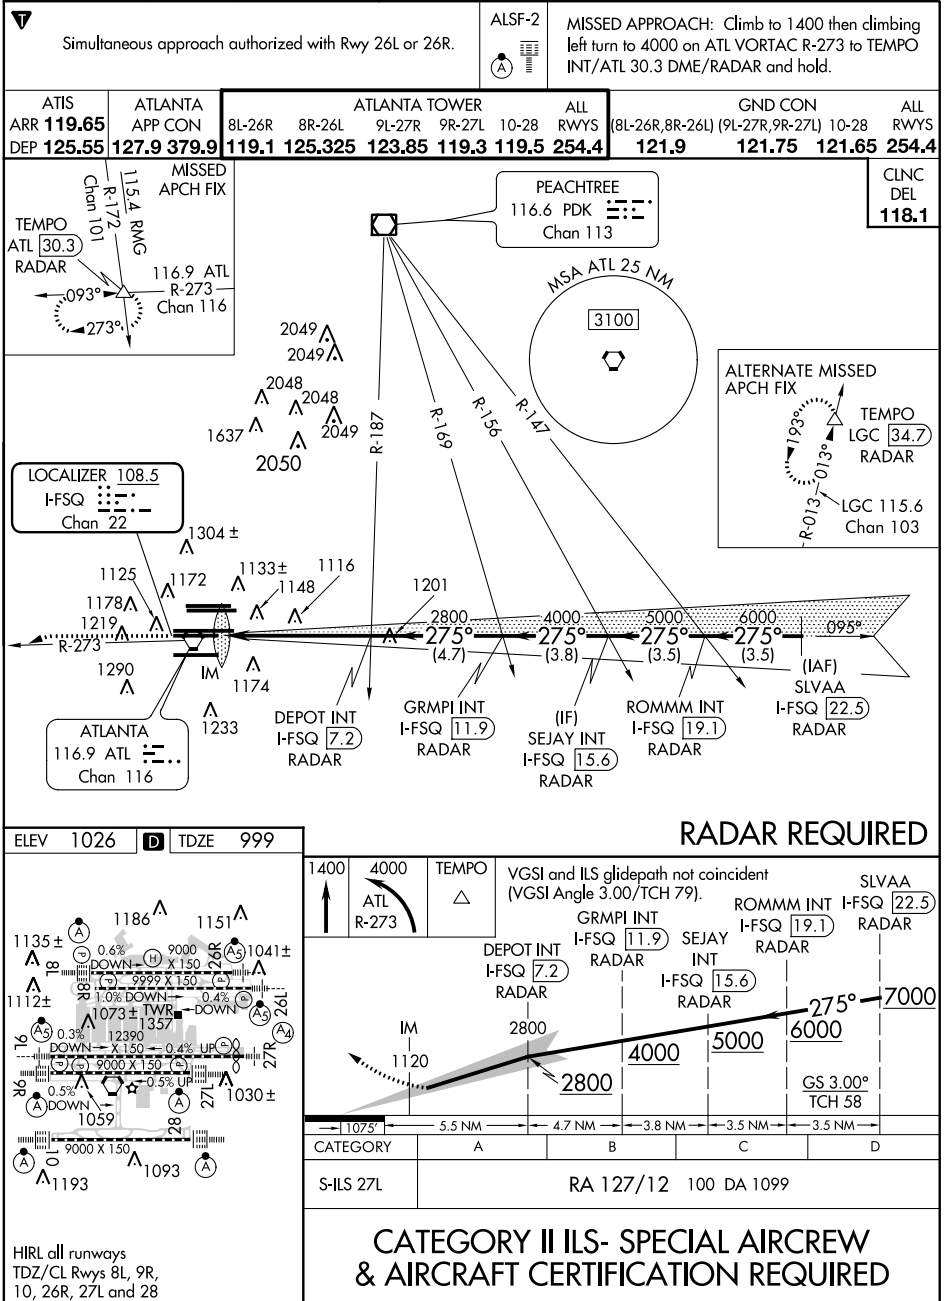 T
Simultaneous approach authorized with Rwy 26L or 26R.
ALSF-2
A
MISSED APPROACH: Climb to 1400 then climbing
left turn to 4000 on ATL VORTAC R-273 to TEMPO
INT/ATL 30.3 DME/RADAR and hold.
ATIS
ARR 119.65
DEP 125.55
ATLANTA
APP CON
127.9 379.9
ATLANTA TOWER
8L-26R 8R-26L 9L-27R 9R-27L 10-28 ALL RWYS
119.1 125.325 123.85 119.3 119.5 254.4
GND CON
(8L-26R,8R-26L) (9L-27R,9R-27L) 10-28 ALL RWYS
121.9 121.75 121.65 254.4
CLNC
DEL
118.1
MISSED
APCH FIX
115.4 RMG
R-172
Chan 101
TEMPO
ATL 30.3
RADAR
116.9 ATL
R-273
Chan 116
093°
273°
PEACHTREE
116.6 PDK
Chan 113
MSA ATL 25 NM
3100
ALTERNATE MISSED
APCH FIX
TEMPO
LGC 34.7
RADAR
193°
013°
R-013
LGC 115.6
Chan 103
2049
2049
2048
2048
2049
1637
2050
R-187
R-169
R-156
R-147
LOCALIZER 108.5
I-FSQ
Chan 22
1304 ±
1125
1172
1133±
1148
1116
1178
1219
1201
R-273
1290
IM
1174
1233
2800
4000
5000
6000
275°
275°
275°
275°
095°
(4.7)
(3.8)
(3.5)
(3.5)
ATLANTA
116.9 ATL
Chan 116
DEPOT INT
I-FSQ 7.2
RADAR
GRMPI INT
I-FSQ 11.9
RADAR
(IF)
SEJAY INT
I-FSQ 15.6
RADAR
ROMMM INT
I-FSQ 19.1
RADAR
(IAF)
SLVAA
I-FSQ 22.5
RADAR
RADAR REQUIRED
ELEV 1026 D TDZE 999
1186
1151
1135 ±
1041±
1112±
A
8L
0.6%
DOWN
H
9000
X 150
26R
A5
P
8R
9999 X 150
1.0% DOWN
0.4%
DOWN
26L
A5
1073±
TWR
1357
A5
A4
9L
0.3%
DOWN
12390
X 150
0.4% UP
27R
9R
9000 X 150
0.5% UP
27L
1030 ±
0.5%
DOWN
1059
A
A
28
10
9000 X 150
A
A
1093
1193
HIRL all runways
TDZ/CL Rwys 8L, 9R,
10, 26R, 27L and 28
1400
4000
ATL
R-273
TEMPO
VGSI and ILS glidepath not coincident
(VGSI Angle 3.00/TCH 79).
DEPOT INT
I-FSQ 7.2
RADAR
GRMPI INT
I-FSQ 11.9
RADAR
SEJAY
INT
I-FSQ 15.6
RADAR
ROMMM INT
I-FSQ 19.1
RADAR
SLVAA
I-FSQ 22.5
RADAR
IM
1120
2800
2800
4000
5000
6000
275°
7000
GS 3.00°
TCH 58
1075'
5.5 NM
4.7 NM
3.8 NM
3.5 NM
3.5 NM
CATEGORY A B C D
S-ILS 27L RA 127/12 100 DA 1099
CATEGORY II ILS- SPECIAL AIRCREW
& AIRCRAFT CERTIFICATION REQUIRED